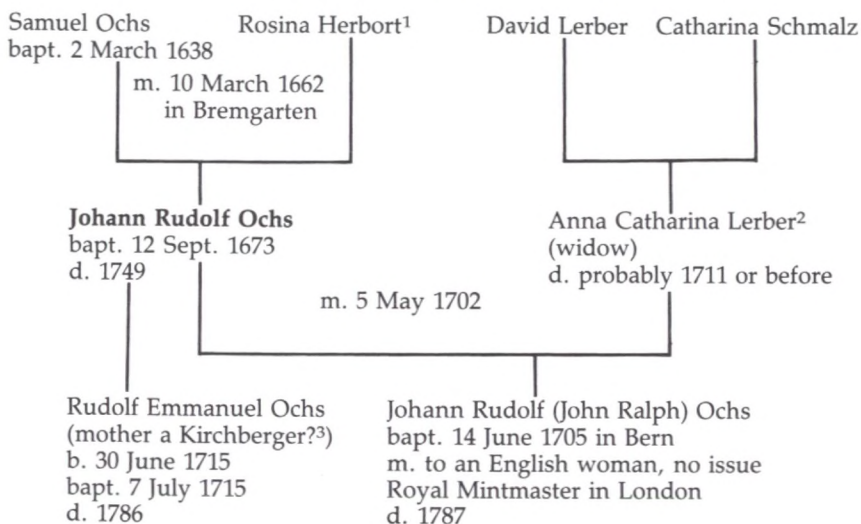 Samuel Ochs
bapt. 2 March 1638
Rosina Herbort¹
m. 10 March 1662
in Bremgarten
David Lerber
Catharina Schmalz
Johann Rudolf Ochs
bapt. 12 Sept. 1673
d. 1749
Anna Catharina Lerber²
(widow)
d. probably 1711 or before
m. 5 May 1702
Rudolf Emmanuel Ochs
(mother a Kirchberger?³)
b. 30 June 1715
bapt. 7 July 1715
d. 1786
Johann Rudolf (John Ralph) Ochs
bapt. 14 June 1705 in Bern
m. to an English woman, no issue
Royal Mintmaster in London
d. 1787